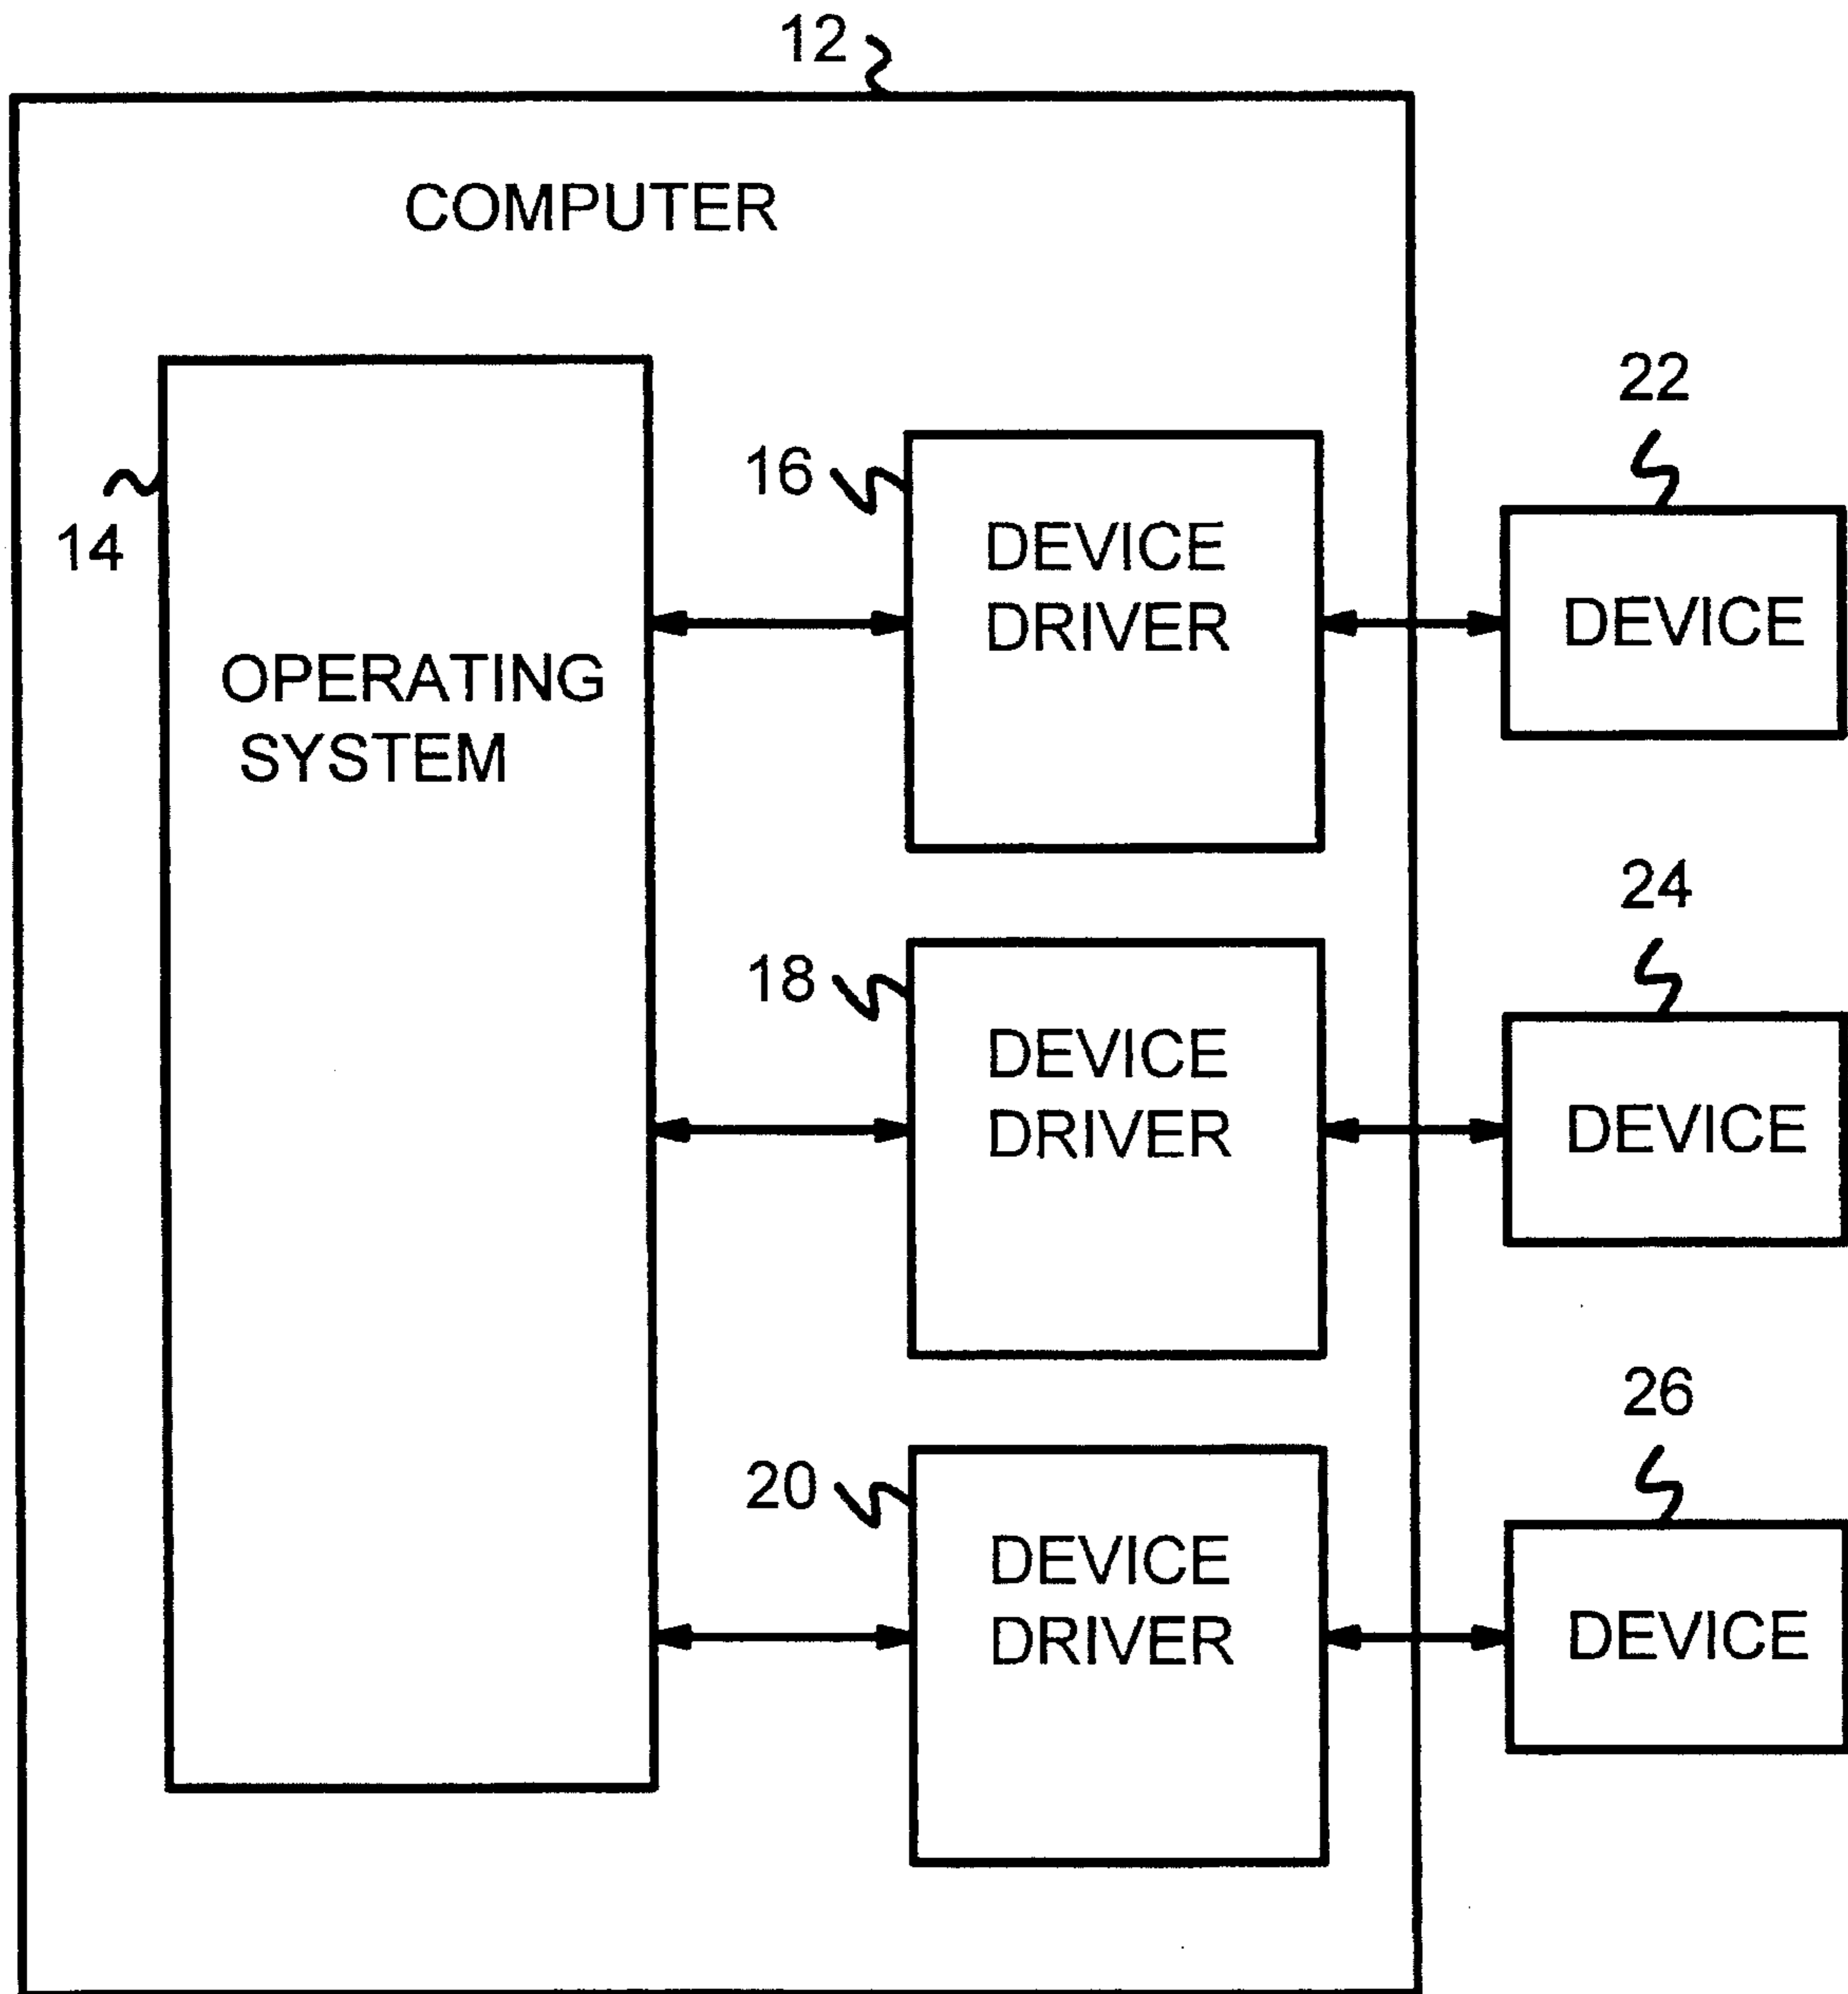 12
COMPUTER
14
OPERATING
SYSTEM
16
DEVICE
DRIVER
22
DEVICE
18
DEVICE
DRIVER
24
DEVICE
20
DEVICE
DRIVER
26
DEVICE